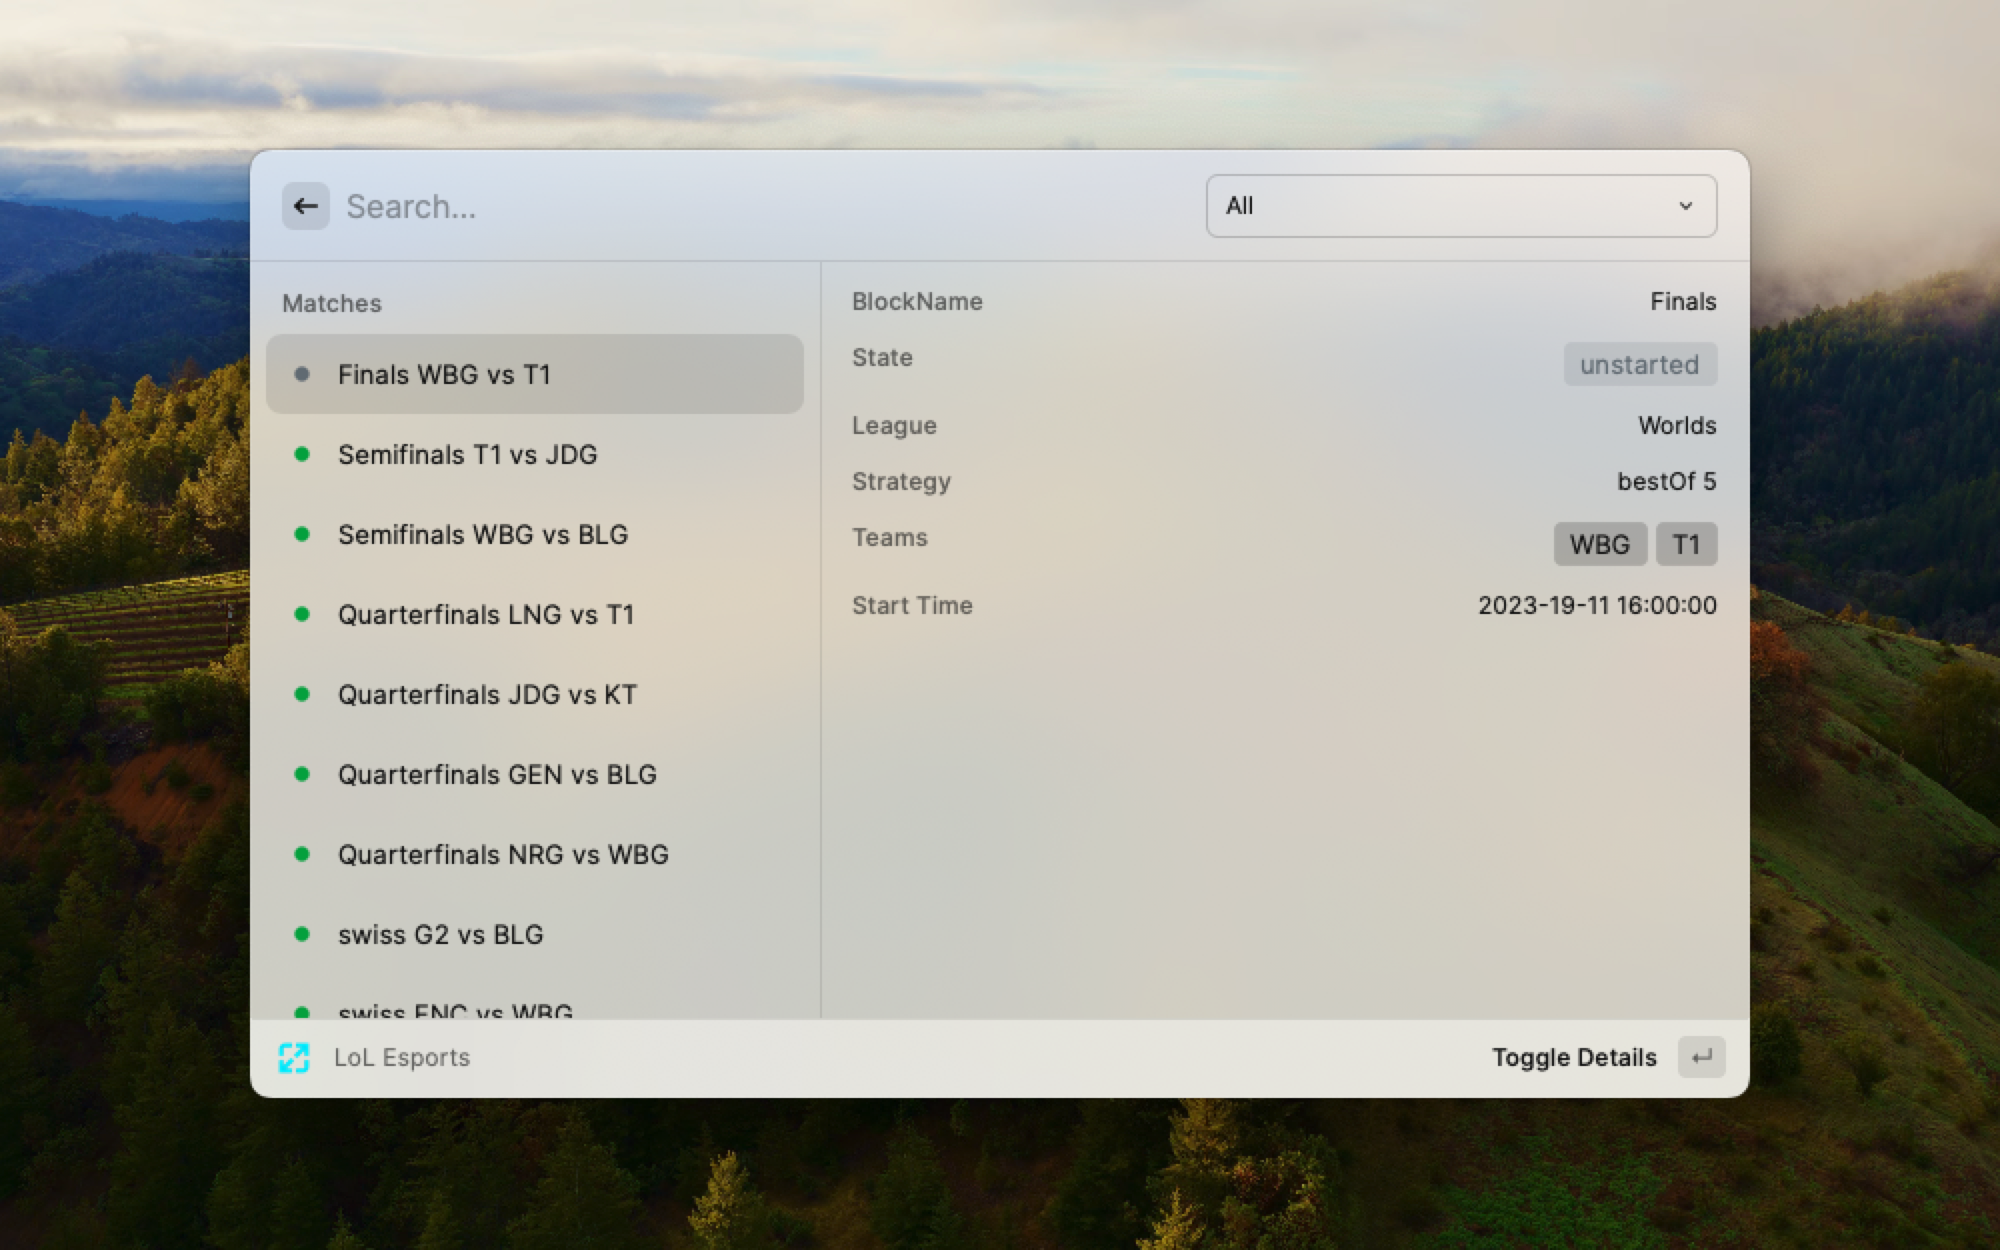 Search...
All
Matches
Finals WBG vs T1
Semifinals T1 vs JDG
Semifinals WBG vs BLG
Quarterfinals LNG vs T1
Quarterfinals JDG vs KT
Quarterfinals GEN vs BLG
Quarterfinals NRG vs WBG
swiss G2 vs BLG
swiss FNC vs WBG
BlockName Finals
State unstarted
League Worlds
Strategy bestOf 5
Teams WBG T1
Start Time 2023-19-11 16:00:00
LoL Esports
Toggle Details